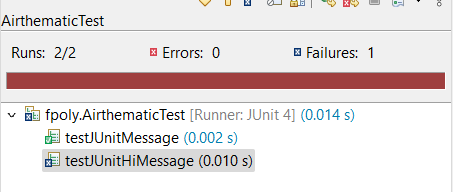 AirthematicTest
Runs: 2/2 Errors: 0 Failures: 1
fpoly.AirthematicTest [Runner: JUnit 4] (0.014 s)
testJUnitMessage (0.002 s)
testJUnitHiMessage (0.010 s)